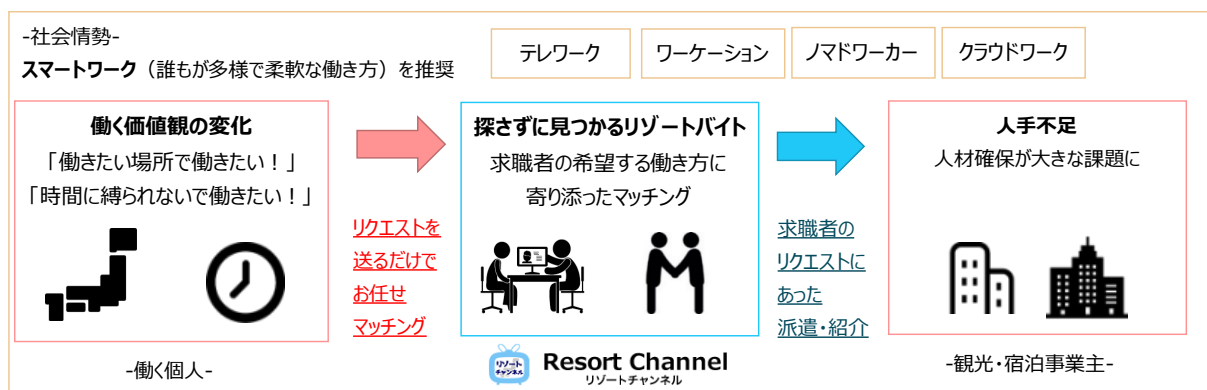 -社会情勢-
スマートワーク（誰もが多様で柔軟な働き方）を推奨
テレワーク
ワーケーション
ノマドワーカー
クラウドワーク
働く価値観の変化
「働きたい場所で働きたい！」
「時間に縛られないで働きたい！」
-働く個人-
リクエストを
送るだけで
お任せ
マッチング
探さずに見つかるリゾートバイト
求職者の希望する働き方に
寄り添ったマッチング
リゾート
チャンネル
Resort Channel
リゾートチャンネル
求職者の
リクエストに
あった
派遣・紹介
人手不足
人材確保が大きな課題に
-観光・宿泊事業主-